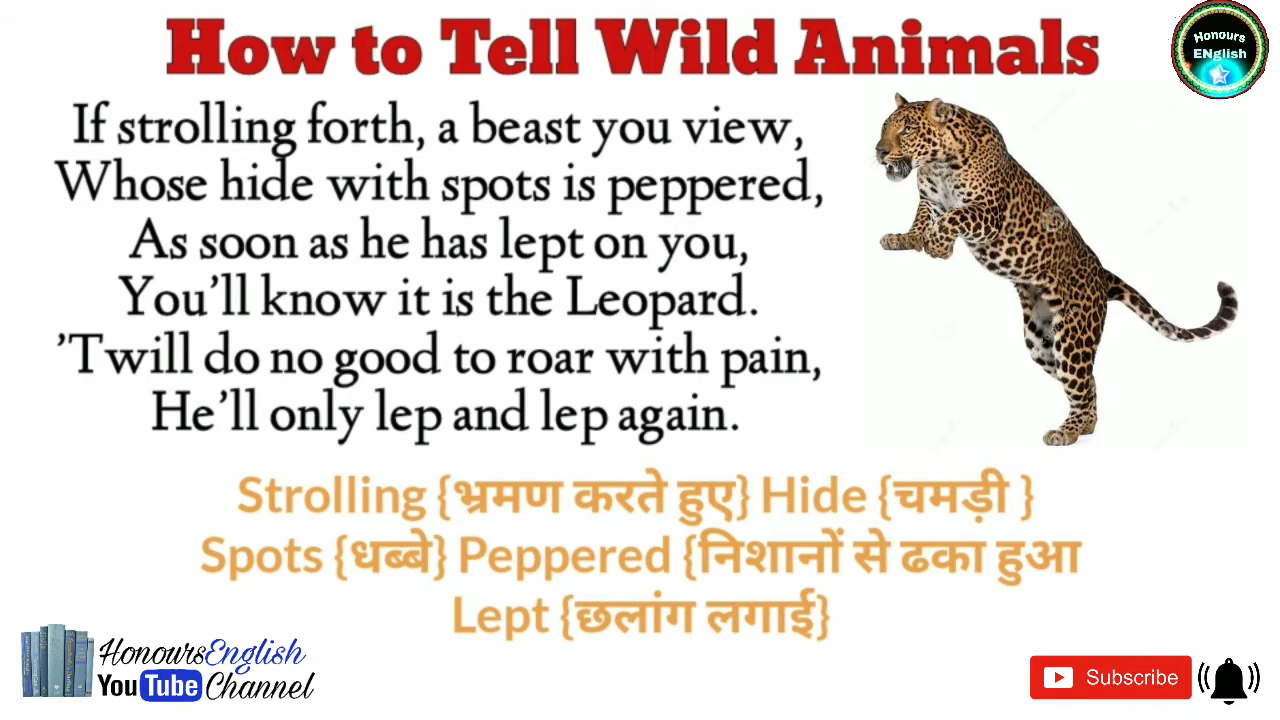 How to Tell Wild Animals
Honours
ENglish
If strolling forth, a beast you view,
Whose hide with spots is peppered,
As soon as he has lept on you,
You'll know it is the Leopard.
'Twill do no good to roar with pain,
He'll only lep and lep again.
Strolling {भ्रमण करते हुए} Hide {चमड़ी }
Spots {धब्बे} Peppered {निशानों से ढका हुआ
Lept {छलांग लगाई}
HonoursEnglish
YouTube Channel
Subscribe